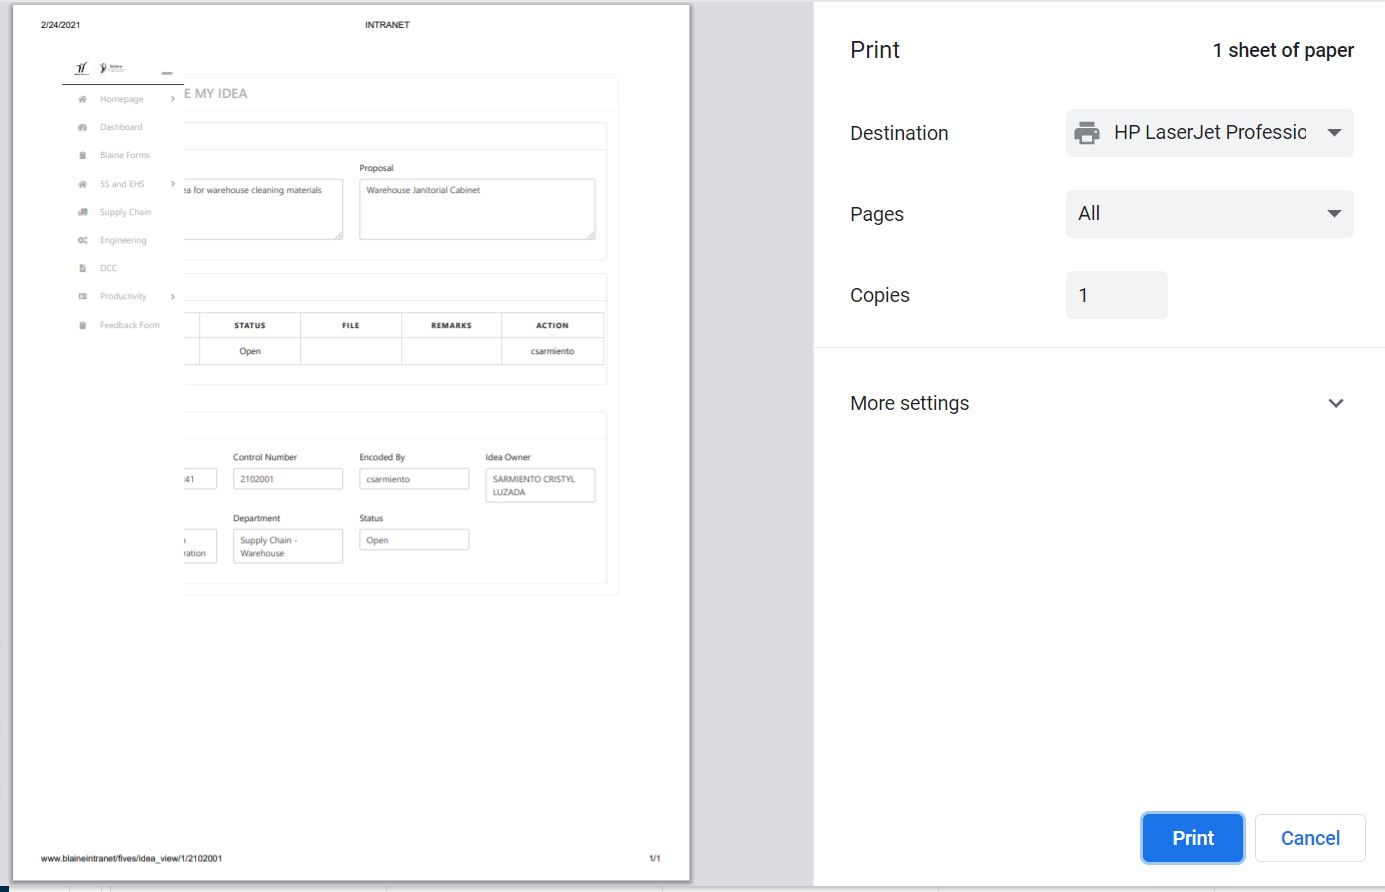 2/24/2021
INTRANET
E MY IDEA
Homepage
Dashboard
Blaine Forms
SS and EHS
Supply Chain
Engineering
DCC
Productivity
Feedback Form
Proposal
ea for warehouse cleaning materials
Warehouse Janitorial Cabinet
STATUS FILE REMARKS ACTION
Open csarmiento
Control Number Encoded By Idea Owner
41 2102001 csarmiento SARMIENTO CRISTYL
LUZADA
Department Status
Supply Chain - Open
ration Warehouse
www.blaineintranet/fives/idea_view/1/2102001
1/1
Print
1 sheet of paper
Destination
HP LaserJet Professio
Pages
All
Copies
1
More settings
Print
Cancel